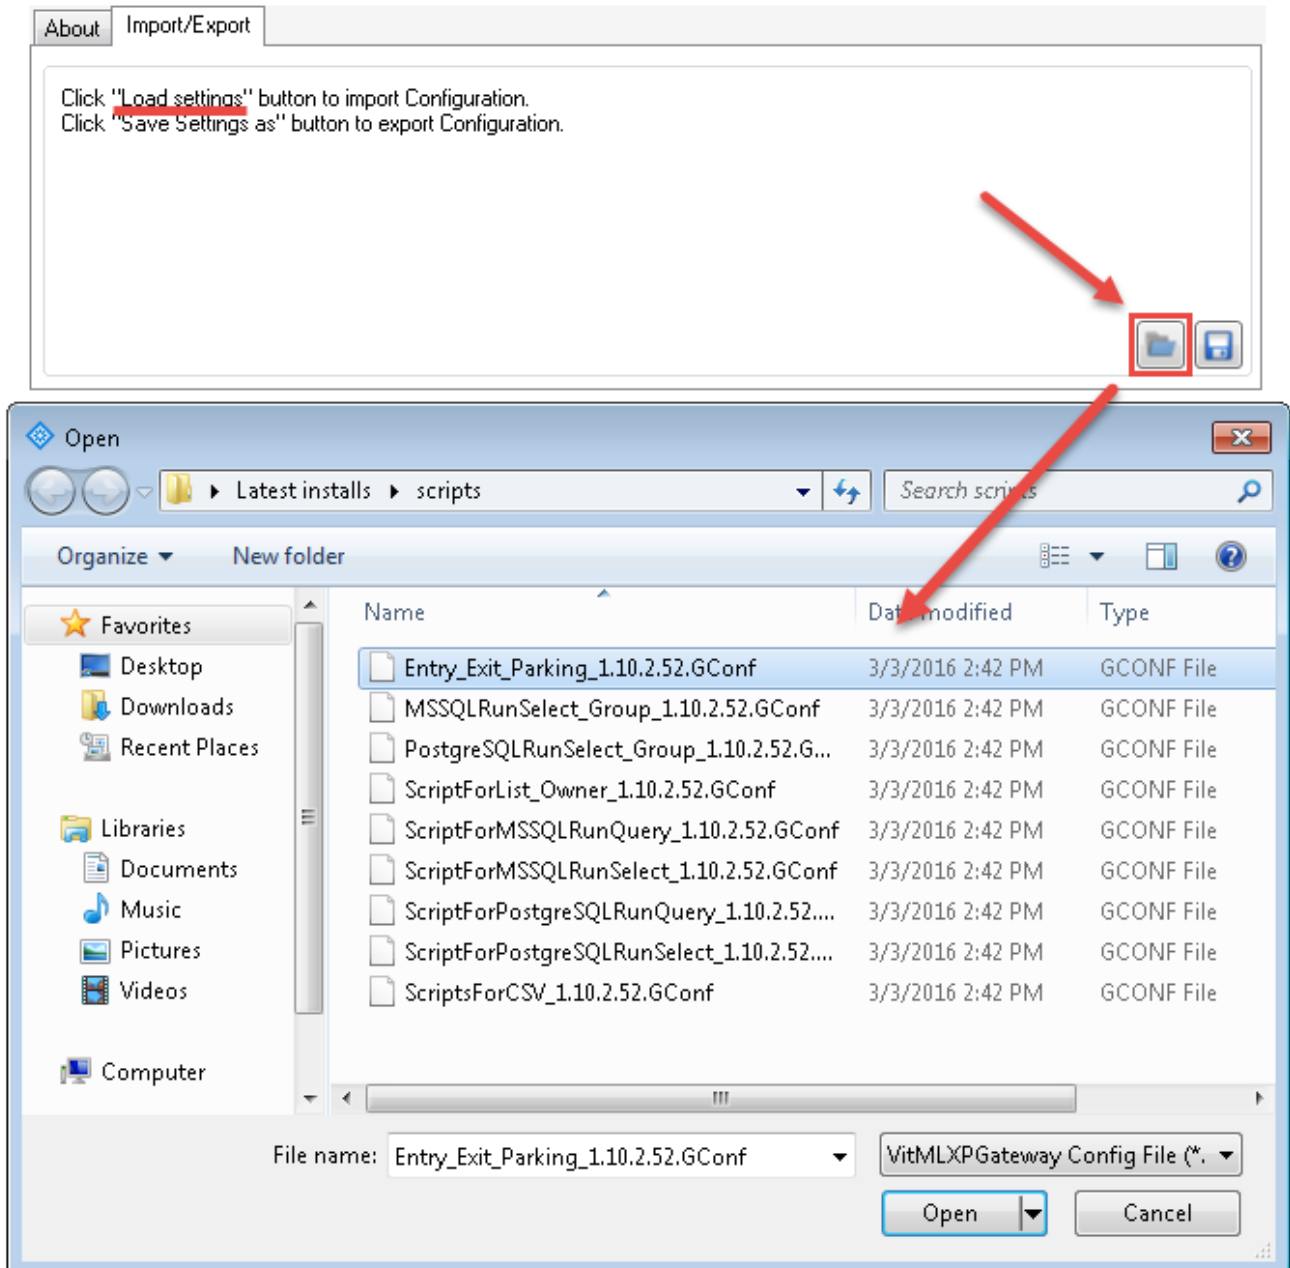 About
Import/Export
Click "Load settings" button to import Configuration.
Click "Save Settings as" button to export Configuration.
Open
Latest installs
scripts
Search scripts
Organize
New folder
Name
Date modified
Type
Favorites
Desktop
Downloads
Recent Places
Libraries
Documents
Music
Pictures
Videos
Computer
Entry_Exit_Parking_1.10.2.52.GConf 3/3/2016 2:42 PM GCONF File
MSSQLRunSelect_Group_1.10.2.52.GConf 3/3/2016 2:42 PM GCONF File
PostgreSQLRunSelect_Group_1.10.2.52.G... 3/3/2016 2:42 PM GCONF File
ScriptForList_Owner_1.10.2.52.GConf 3/3/2016 2:42 PM GCONF File
ScriptForMSSQLRunQuery_1.10.2.52.GConf 3/3/2016 2:42 PM GCONF File
ScriptForMSSQLRunSelect_1.10.2.52.GConf 3/3/2016 2:42 PM GCONF File
ScriptForPostgreSQLRunQuery_1.10.2.52.... 3/3/2016 2:42 PM GCONF File
ScriptForPostgreSQLRunSelect_1.10.2.52.... 3/3/2016 2:42 PM GCONF File
ScriptsForCSV_1.10.2.52.GConf 3/3/2016 2:42 PM GCONF File
File name: Entry_Exit_Parking_1.10.2.52.GConf
VitMLXPGateway Config File (*.
Open
Cancel